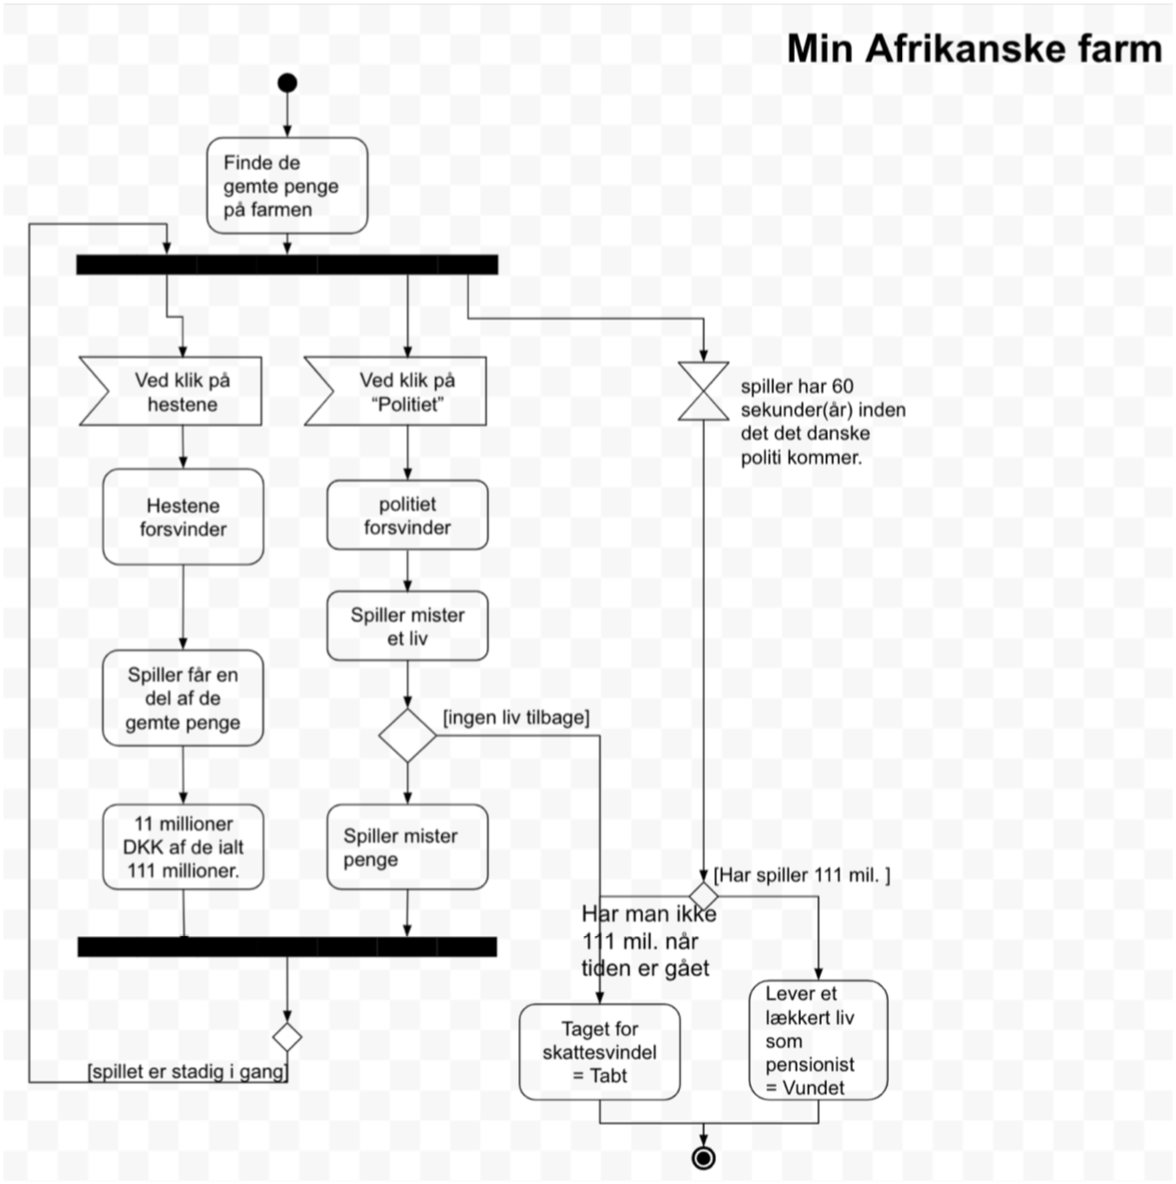 Min Afrikanske farm
Finde de
gemte penge
på farmen
Ved klik på
hestene
Ved klik på
“Politiet”
spiller har 60
sekunder(år) inden
det det danske
politi kommer.
Hestene
forsvinder
politiet
forsvinder
Spiller mister
et liv
Spiller får en
del af de
gemte penge
[ingen liv tilbage]
11 millioner
DKK af de ialt
111 millioner.
Spiller mister
penge
[Har spiller 111 mil. ]
Har man ikke
111 mil. når
tiden er gået
[spillet er stadig i gang]
Taget for
skattesvindel
= Tabt
Lever et
lækkert liv
som
pensionist
= Vundet